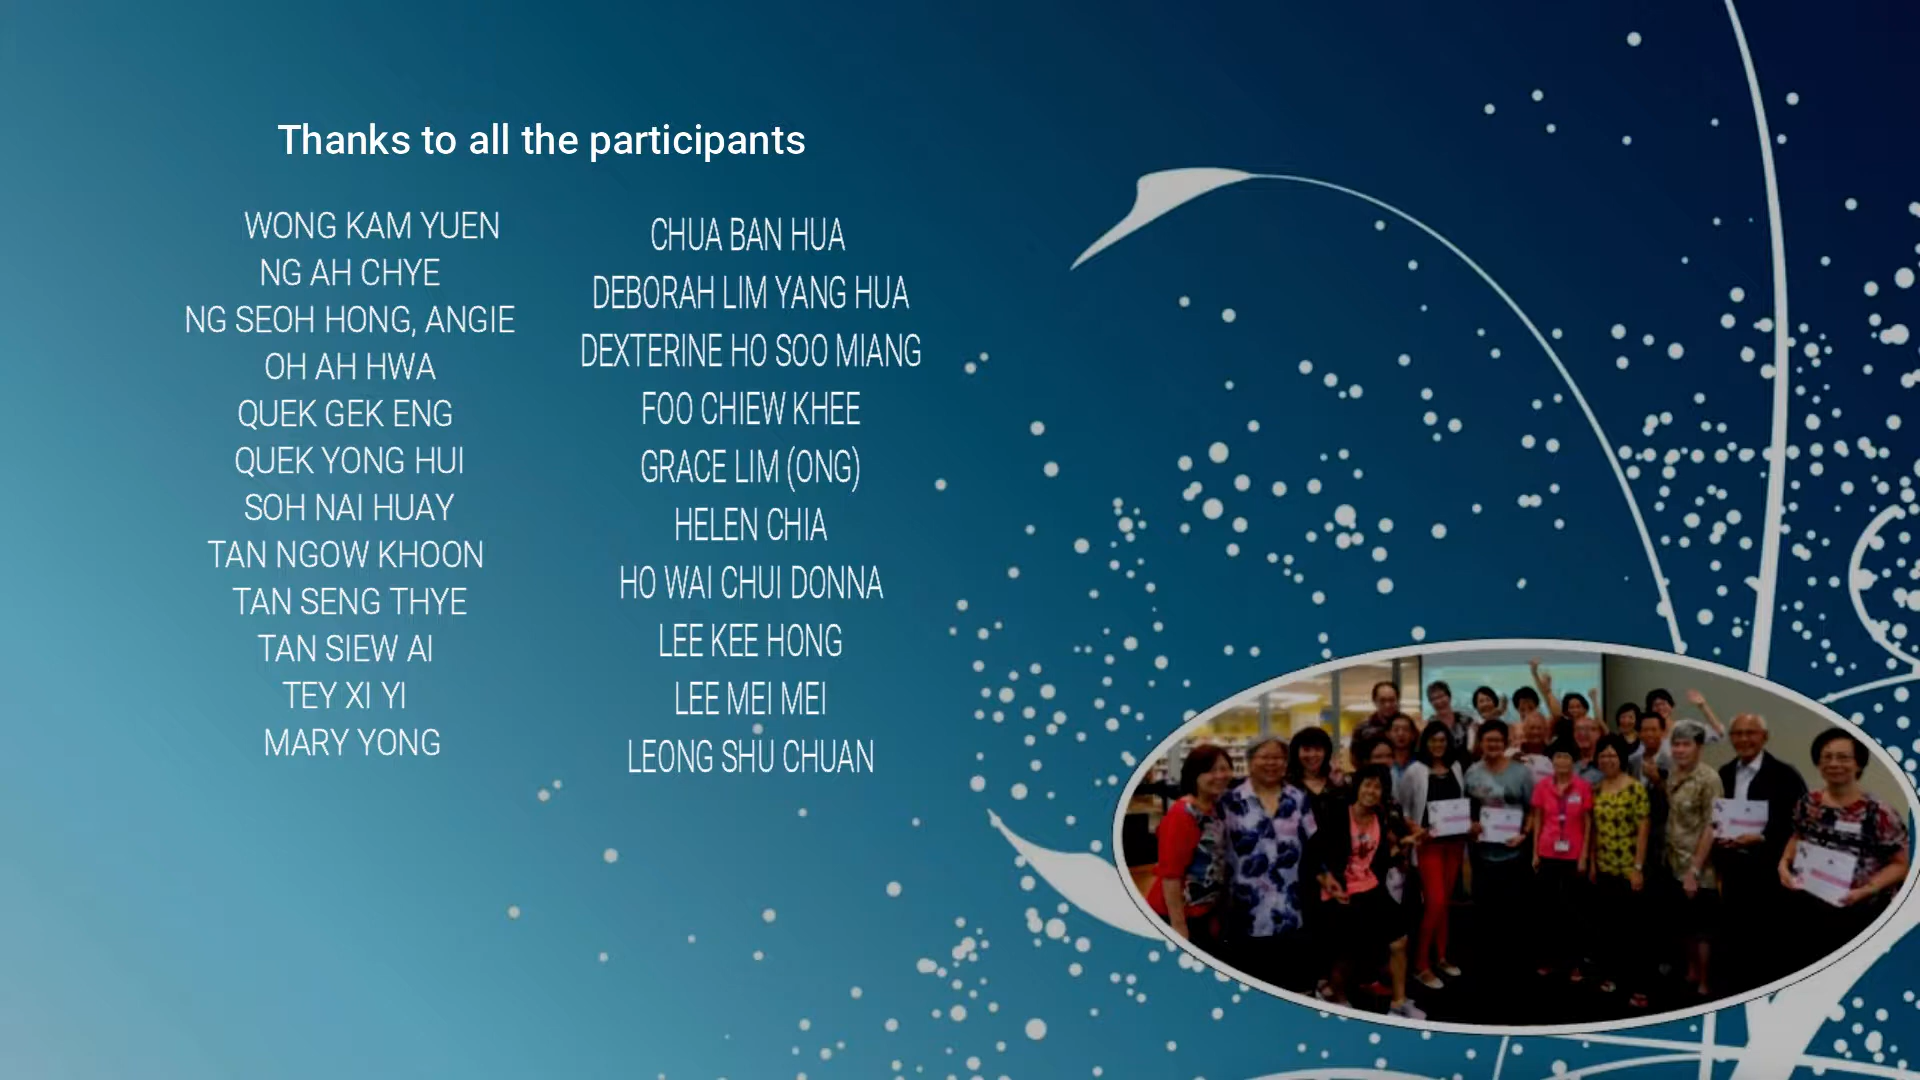 Thanks to all the participants
WONG KAM YUEN
NG AH CHYE
NG SEOH HONG, ANGIE
OH AH HWA
QUEK GEK ENG
QUEK YONG HUI
SOH NAI HUAY
TAN NGOW KHOON
TAN SENG THYE
TAN SIEW AI
TEY XI YI
MARY YONG
CHUA BAN HUA
DEBORAH LIM YANG HUA
DEXTERINE HO SOO MIANG
FOO CHIEW KHEE
GRACE LIM (ONG)
HELEN CHIA
HO WAI CHUI DONNA
LEE KEE HONG
LEE MEI MEI
LEONG SHU CHUAN